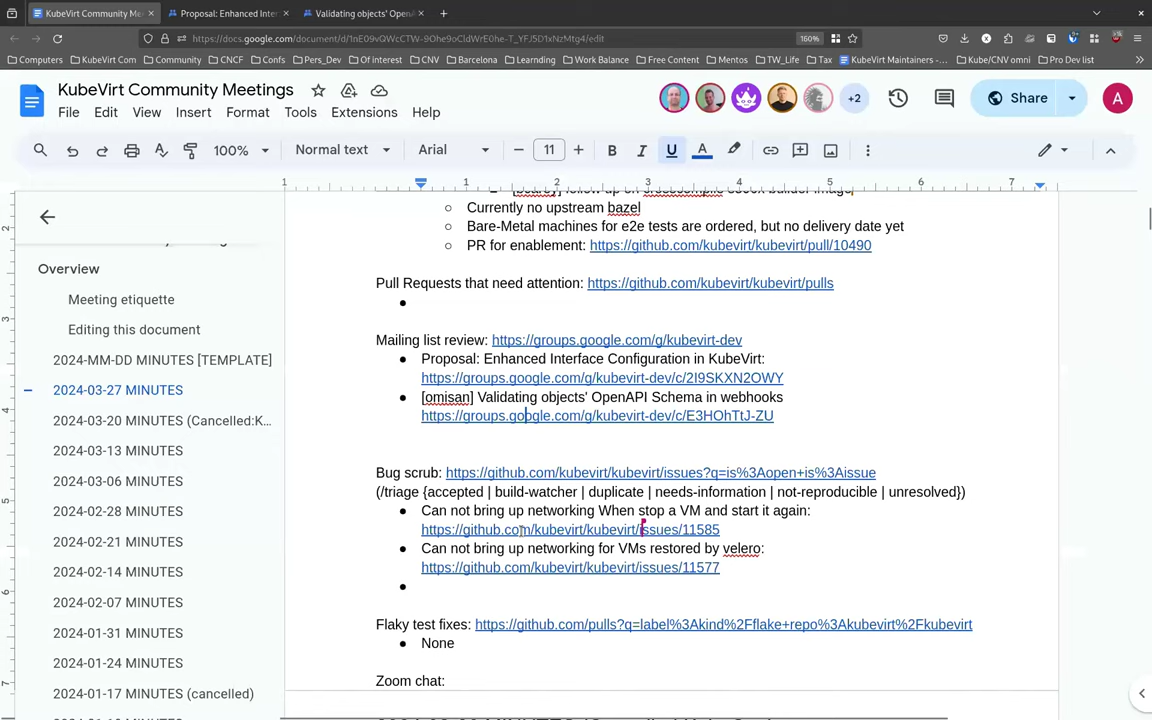 KubeVirt Community Me
Proposal: Enhanced Inter
Validating objects' OpenA
https://docs.google.com/document/d/1nE09vQWcCTW-9Ohe9oCldWrE0he-T_YFJ5D1xNzMtg4/edit
160%
Computers
KubeVirt Com
Community
CNCF
Confs
Pers_Dev
Of interest
CNV
Barcelona
Learnding
Work Balance
Free Content
Mentos
TW_Life
Tax
KubeVirt Maintainers -
Kube/CNV omni
Pro Dev list
KubeVirt Community Meetings
+2
Share
A
File Edit View Insert Format Tools Extensions Help
100% Normal text Arial 11 B I U A
1 1 2 3 4 5 6 7
Overview
Meeting etiquette
Editing this document
2024-MM-DD MINUTES [TEMPLATE]
2024-03-27 MINUTES
2024-03-20 MINUTES (Cancelled:K...
2024-03-13 MINUTES
2024-03-06 MINUTES
2024-02-28 MINUTES
2024-02-21 MINUTES
2024-02-14 MINUTES
2024-02-07 MINUTES
2024-01-31 MINUTES
2024-01-24 MINUTES
2024-01-17 MINUTES (cancelled)
Currently no upstream bazel
Bare-Metal machines for e2e tests are ordered, but no delivery date yet
PR for enablement: https://github.com/kubevirt/kubevirt/pull/10490
Pull Requests that need attention: https://github.com/kubevirt/kubevirt/pulls
Mailing list review: https://groups.google.com/g/kubevirt-dev
Proposal: Enhanced Interface Configuration in KubeVirt:
https://groups.google.com/g/kubevirt-dev/c/2I9SKXN2OWY
[omisan] Validating objects' OpenAPI Schema in webhooks
https://groups.google.com/g/kubevirt-dev/c/E3HOhTtJ-ZU
Bug scrub: https://github.com/kubevirt/kubevirt/issues?q=is%3Aopen+is%3Aissue
(/triage {accepted | build-watcher | duplicate | needs-information | not-reproducible | unresolved})
Can not bring up networking When stop a VM and start it again:
https://github.com/kubevirt/kubevirt/issues/11585
Can not bring up networking for VMs restored by velero:
https://github.com/kubevirt/kubevirt/issues/11577
Flaky test fixes: https://github.com/pulls?q=label%3Akind%2Fflake+repo%3Akubevirt%2Fkubevirt
None
Zoom chat: